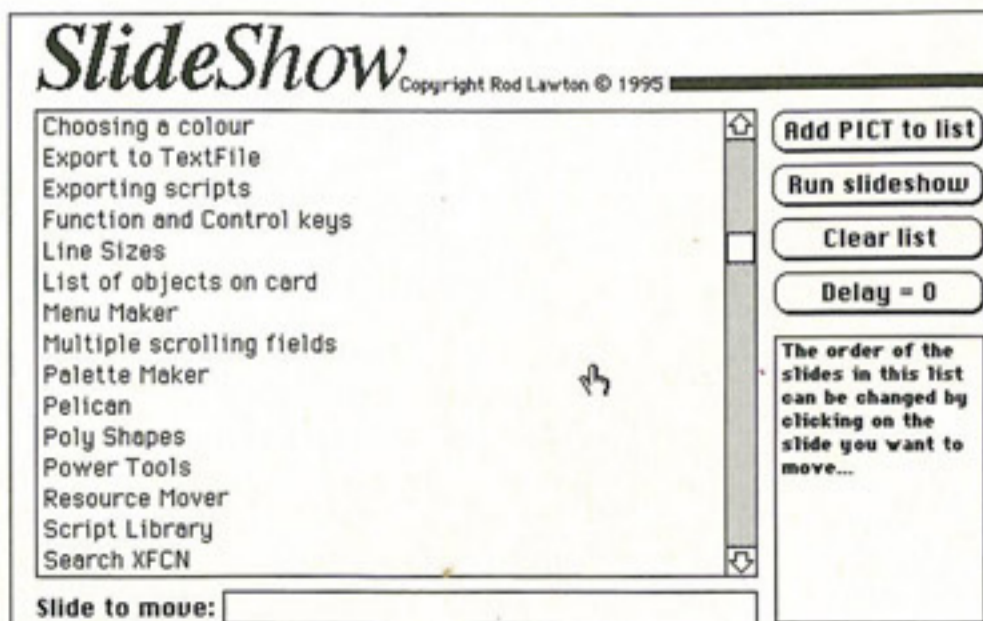 SlideShow Copyright Rod Lawton © 1995
Choosing a colour
Export to TextFile
Exporting scripts
Function and Control keys
Line Sizes
List of objects on card
Menu Maker
Multiple scrolling fields
Palette Maker
Pelican
Poly Shapes
Power Tools
Resource Mover
Script Library
Search XFCN
Slide to move:
Add PICT to list
Run slideshow
Clear list
Delay = 0
The order of the
slides in this list
can be changed by
clicking on the
slide you want to
move...